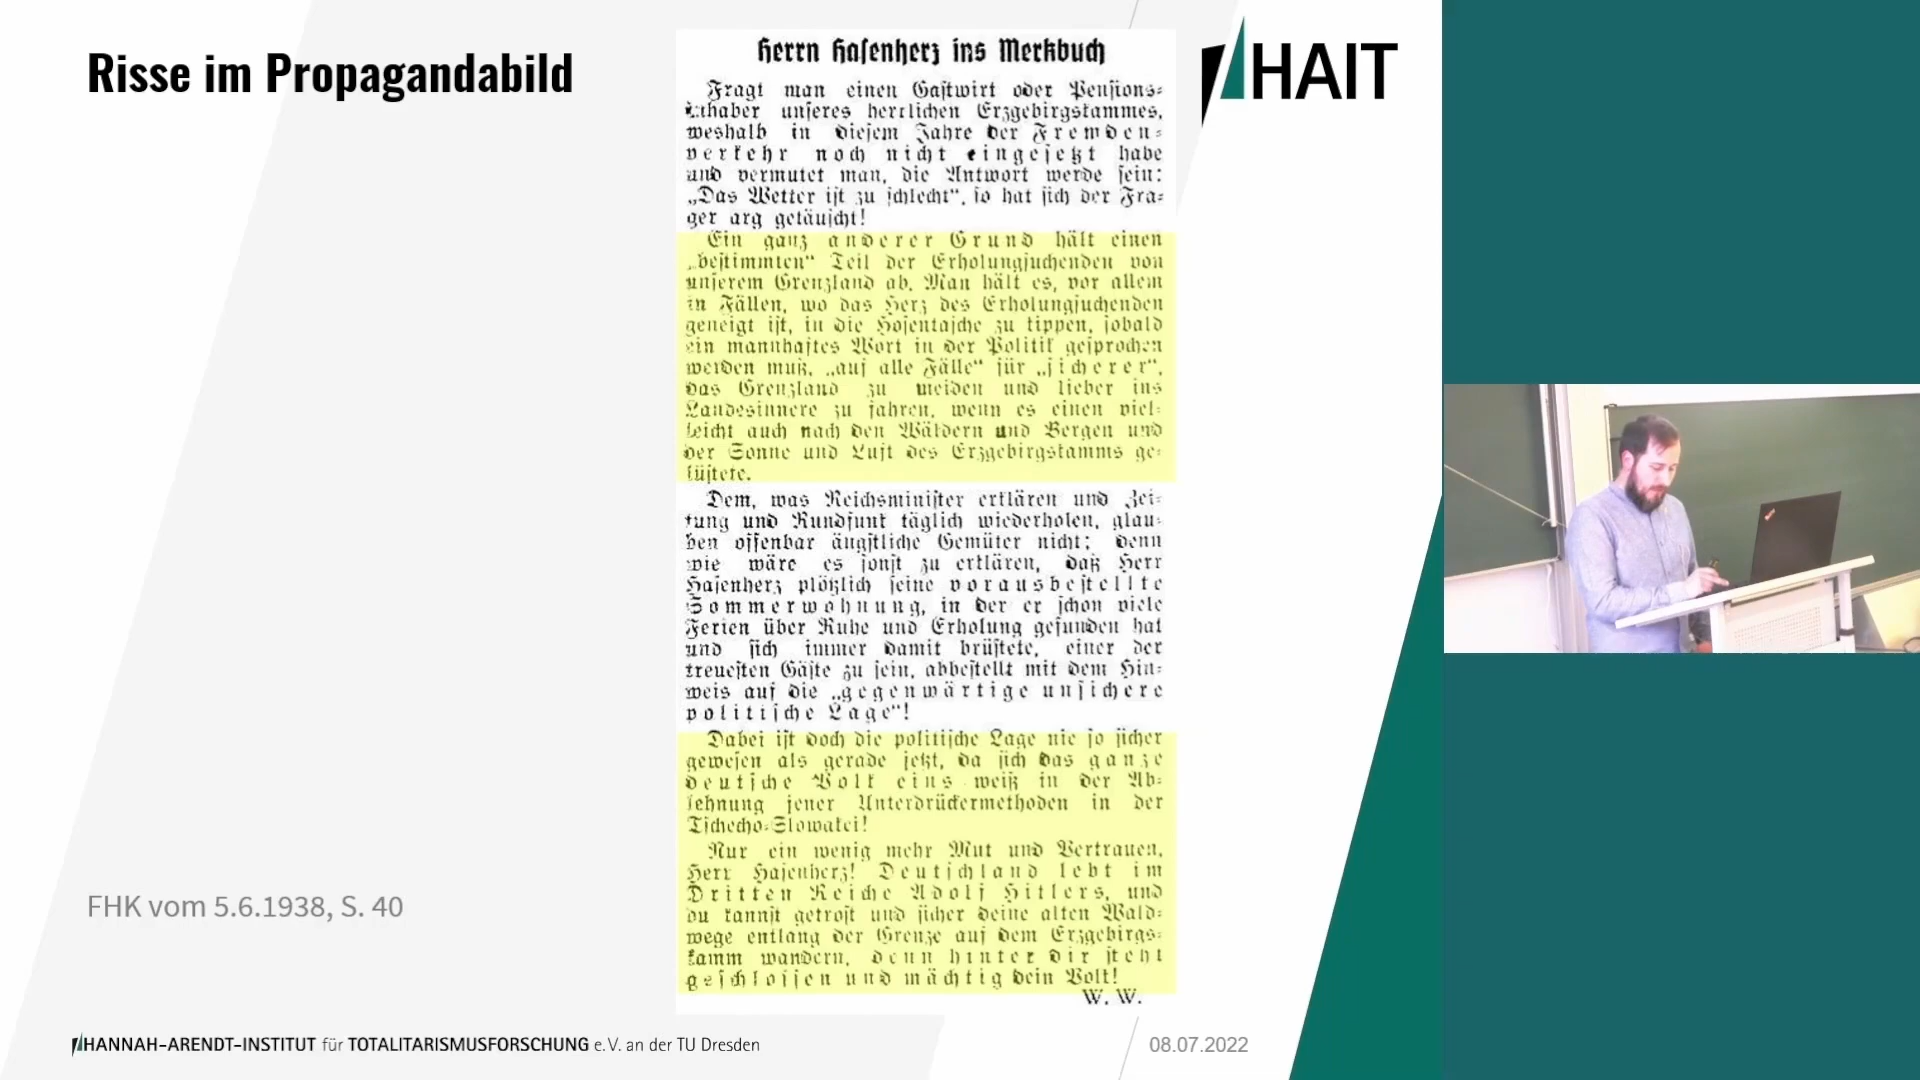 Risse im Propagandabild
HAIT
Herrn Hasenherz ins Merkbuch
Fragt man einen Gastwirt oder Pensions-
inhaber unseres herrlichen Erzgebirgskammes,
weshalb in diesem Jahre der Fremden-
verkehr noch nicht eingesetzt habe
und vermutet man, die Antwort werde sein:
„Das Wetter ist zu schlecht“, so hat sich der Fra-
ger arg getäuscht!
Ein ganz anderer Grund hält einen
„bestimmten“ Teil der Erholungsuchenden von
unserem Grenzland ab. Man hält es, vor allem
in Fällen, wo das Herz des Erholungsuchenden
geneigt ist, in die Hosentasche zu tippen, sobald
ein mannhaftes Wort in der Politik gesprochen
werden muß, „auf alle Fälle“ für „sicherer“,
das Grenzland zu meiden und lieber ins
Landesinnere zu fahren, wenn es einen viel-
leicht auch nach den Wäldern und Bergen und
der Sonne und Luft des Erzgebirgskamms ge-
lüstete.
Dem, was Reichsminister erklären und Zei-
tung und Rundfunk täglich wiederholen, glau-
ben offenbar ängstliche Gemüter nicht; denn
wie wäre es sonst zu erklären, daß Herr
Hasenherz plötzlich seine vorausbestellte
Sommerwohnung, in der er schon viele
Ferien über Ruhe und Erholung gefunden hat
und sich immer damit brüstete, einer der
treuesten Gäste zu sein, abbestellt mit dem Hin-
weis auf die „gegenwärtige unsichere
politische Lage“!
Dabei ist doch die politische Lage nie so sicher
gewesen als gerade jetzt, da sich das ganze
deutsche Volk eins weiß in der Ab-
lehnung jener Unterdrückermethoden in der
Tschecho-Slowakei!
Nur ein wenig mehr Mut und Vertrauen,
Herr Hasenherz! Deutschland lebt im
Dritten Reiche Adolf Hitlers, und
du kannst getrost und sicher deine alten Wald-
wege entlang der Grenze auf dem Erzgebirgs-
kamm wandern, denn hinter dir steht
geschlossen und mächtig dein Volk!
W. W.
FHK vom 5.6.1938, S. 40
HANNAH-ARENDT-INSTITUT für TOTALITARISMUSFORSCHUNG e.V. an der TU Dresden
08.07.2022